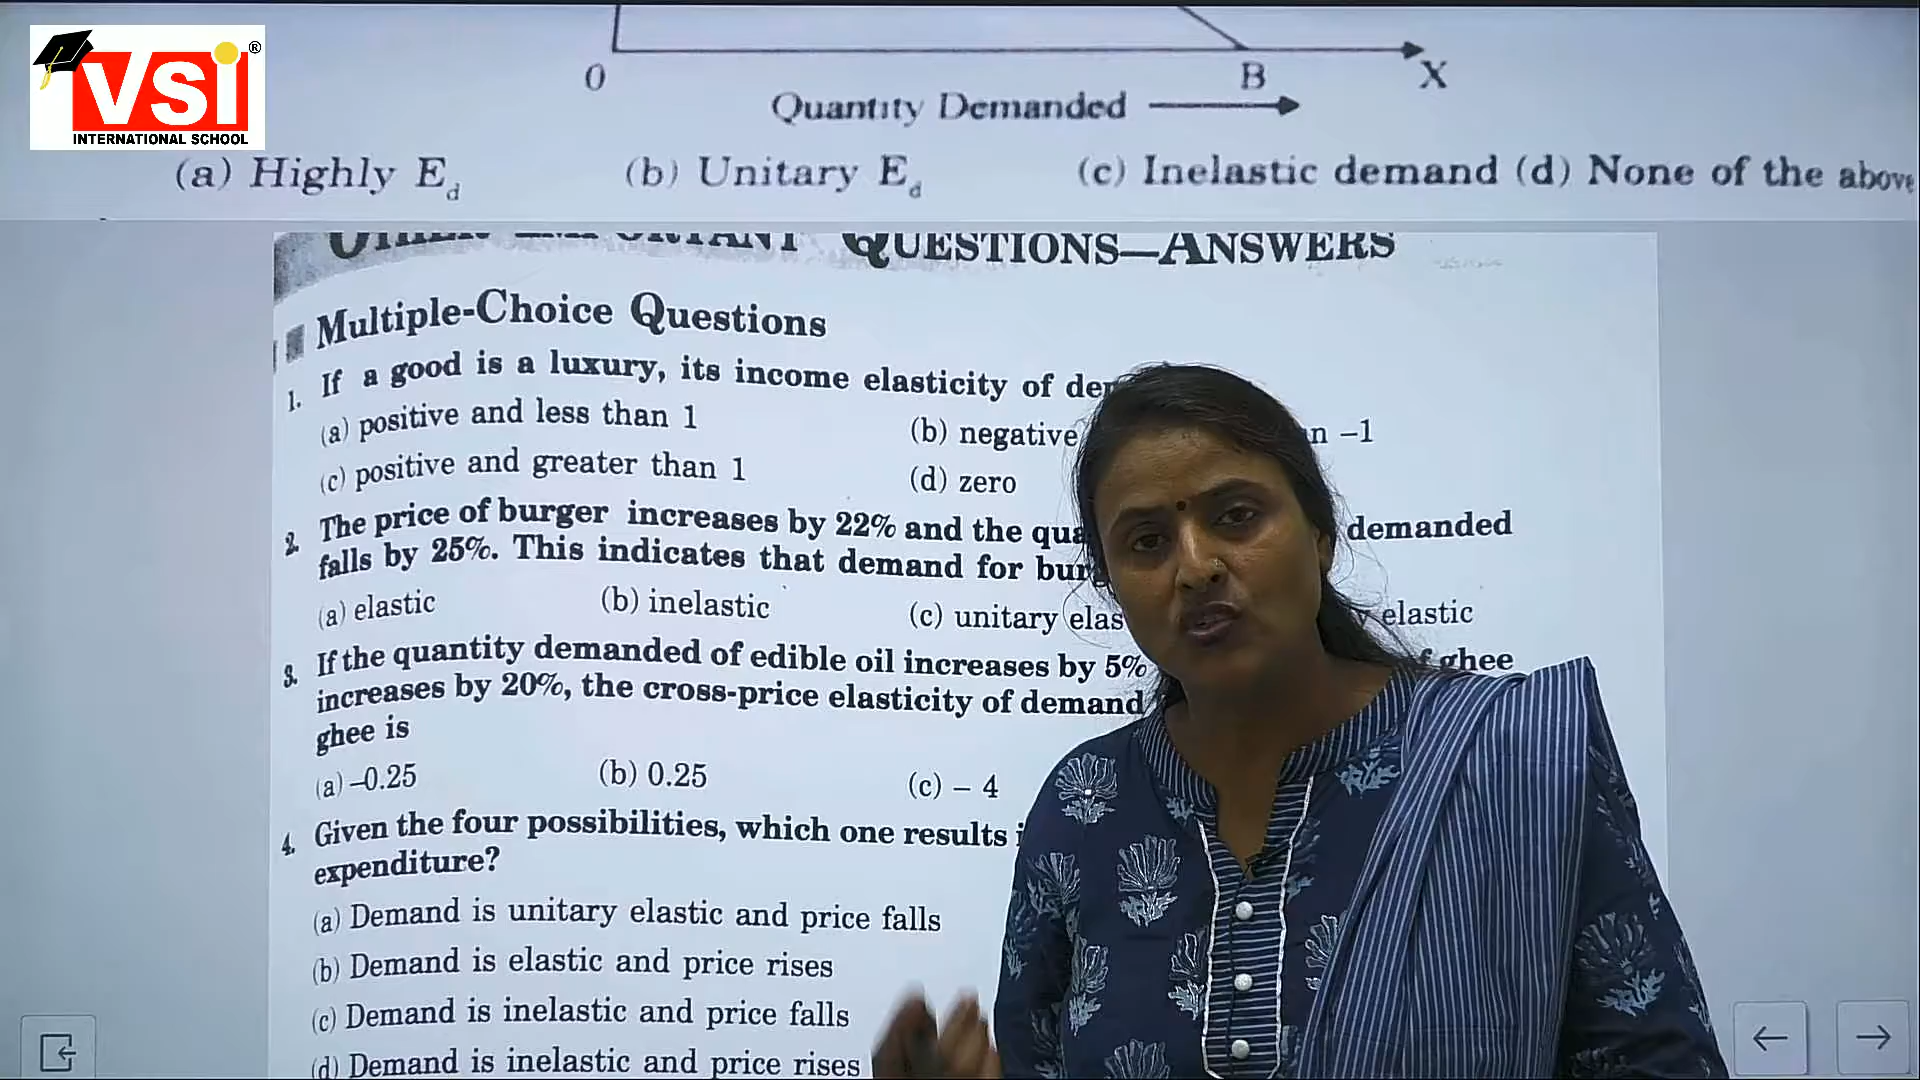 VSI
®
INTERNATIONAL SCHOOL
0
B
X
Quantity Demanded
(a) Highly Ed
(b) Unitary Ed
(c) Inelastic demand (d) None of the above
QUESTIONS—ANSWERS
Multiple-Choice Questions
1. If a good is a luxury, its income elasticity of
(a) positive and less than 1
(b) negative
–1
(c) positive and greater than 1
(d) zero
2. The price of burger increases by 22% and the
demanded
falls by 25%. This indicates that demand for
(a) elastic
(b) inelastic
(c) unitary
elastic
3. If the quantity demanded of edible oil increases by 5%
ghee
increases by 20%, the cross-price elasticity of demand
ghee is
(a) –0.25
(b) 0.25
(c) – 4
4. Given the four possibilities, which one results
expenditure?
(a) Demand is unitary elastic and price falls
(b) Demand is elastic and price rises
(c) Demand is inelastic and price falls
(d) Demand is inelastic and price rises